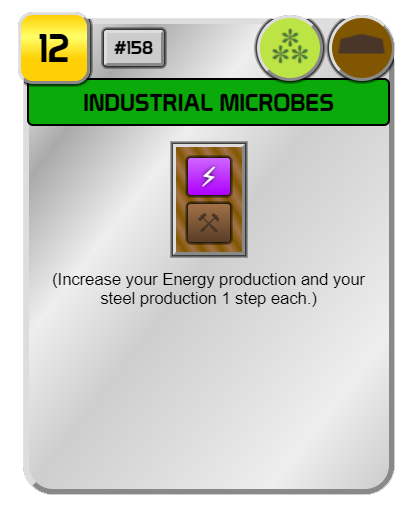 12
#158
INDUSTRIAL MICROBES
(Increase your Energy production and your
steel production 1 step each.)